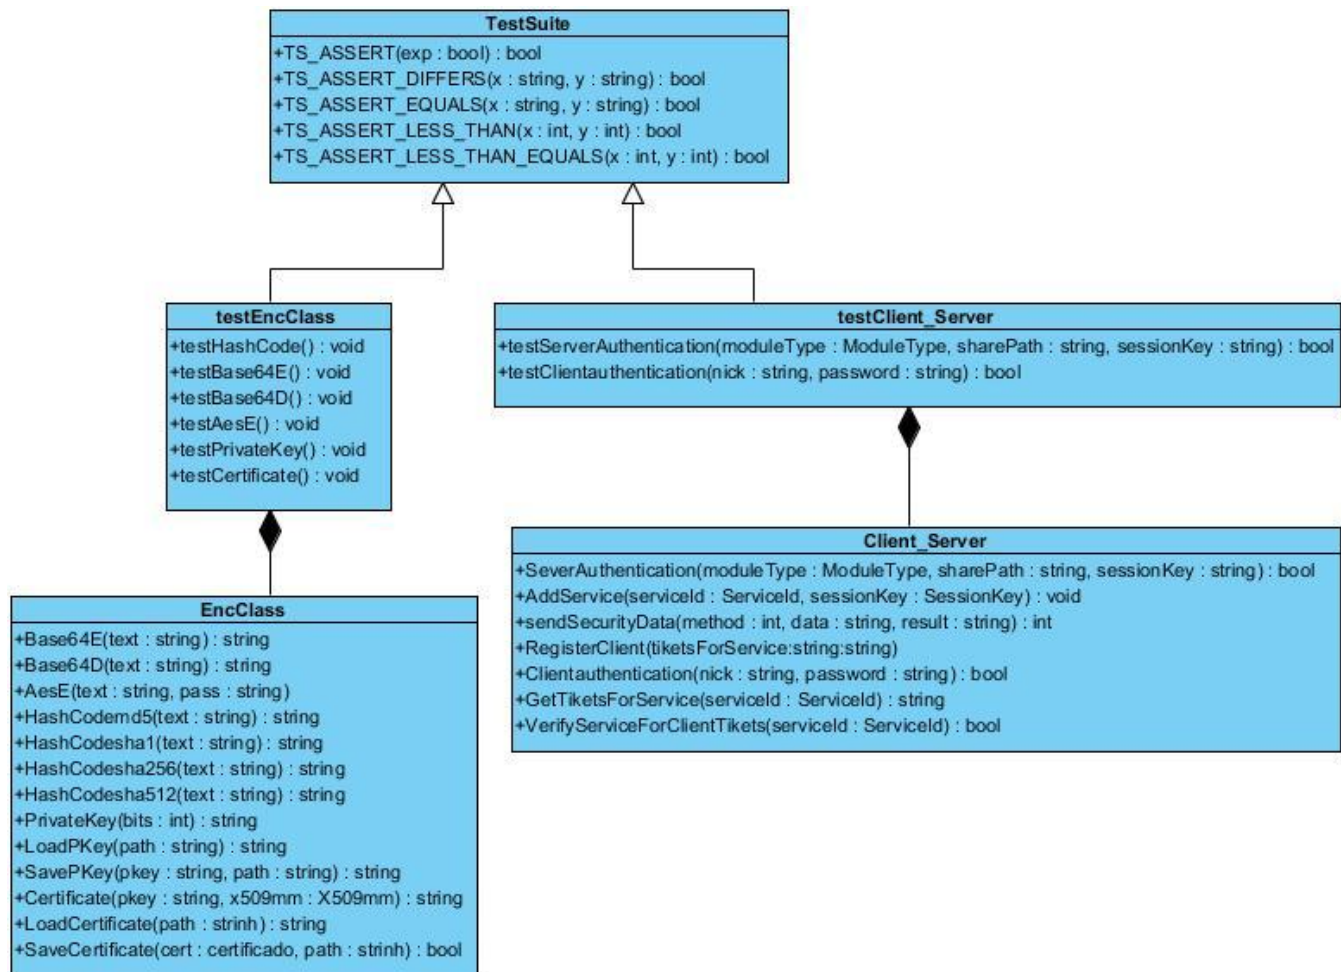 TestSuite
+TS_ASSERT(exp : bool) : bool
+TS_ASSERT_DIFFERS(x : string, y : string) : bool
+TS_ASSERT_EQUALS(x : string, y : string) : bool
+TS_ASSERT_LESS_THAN(x : int, y : int) : bool
+TS_ASSERT_LESS_THAN_EQUALS(x : int, y : int) : bool
testEncClass
+testHashCode() : void
+testBase64E() : void
+testBase64D() : void
+testAesE() : void
+testPrivateKey() : void
+testCertificate() : void
testClient_Server
+testServerAuthentication(moduleType : ModuleType, sharePath : string, sessionKey : string) : bool
+testClientauthentication(nick : string, password : string) : bool
EncClass
+Base64E(text : string) : string
+Base64D(text : string) : string
+AesE(text : string, pass : string)
+HashCodemd5(text : string) : string
+HashCodesha1(text : string) : string
+HashCodesha256(text : string) : string
+HashCodesha512(text : string) : string
+PrivateKey(bits : int) : string
+LoadPKey(path : string) : string
+SavePKey(pkey : string, path : string) : string
+Certificate(pkey : string, x509mm : X509mm) : string
+LoadCertificate(path : strinh) : string
+SaveCertificate(cert : certificado, path : strinh) : bool
Client_Server
+SeverAuthentication(moduleType : ModuleType, sharePath : string, sessionKey : string) : bool
+AddService(serviceId : ServiceId, sessionKey : SessionKey) : void
+sendSecurityData(method : int, data : string, result : string) : int
+RegisterClient(tiketsForService:string:string)
+Clientauthentication(nick : string, password : string) : bool
+GetTiketsForService(serviceId : ServiceId) : string
+VerifyServiceForClientTikets(serviceId : ServiceId) : bool